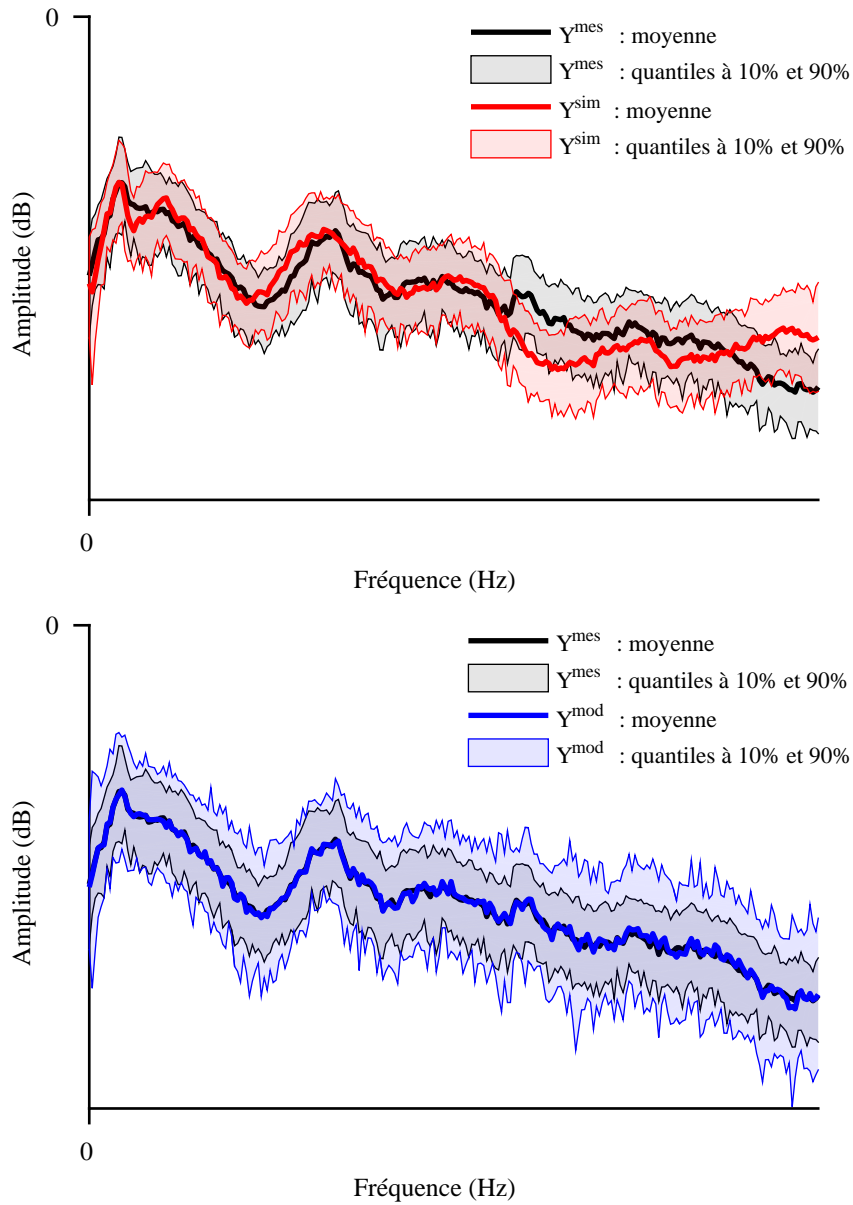 0
Y^mes : moyenne
Y^mes : quantiles à 10% et 90%
Y^sim : moyenne
Y^sim : quantiles à 10% et 90%
Amplitude (dB)
0
Fréquence (Hz)
0
Y^mes : moyenne
Y^mes : quantiles à 10% et 90%
Y^mod : moyenne
Y^mod : quantiles à 10% et 90%
Amplitude (dB)
0
Fréquence (Hz)